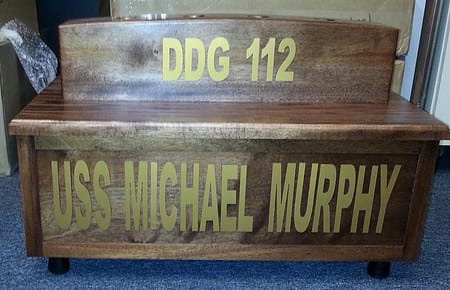 DDG 112
USS MICHAEL MURPHY